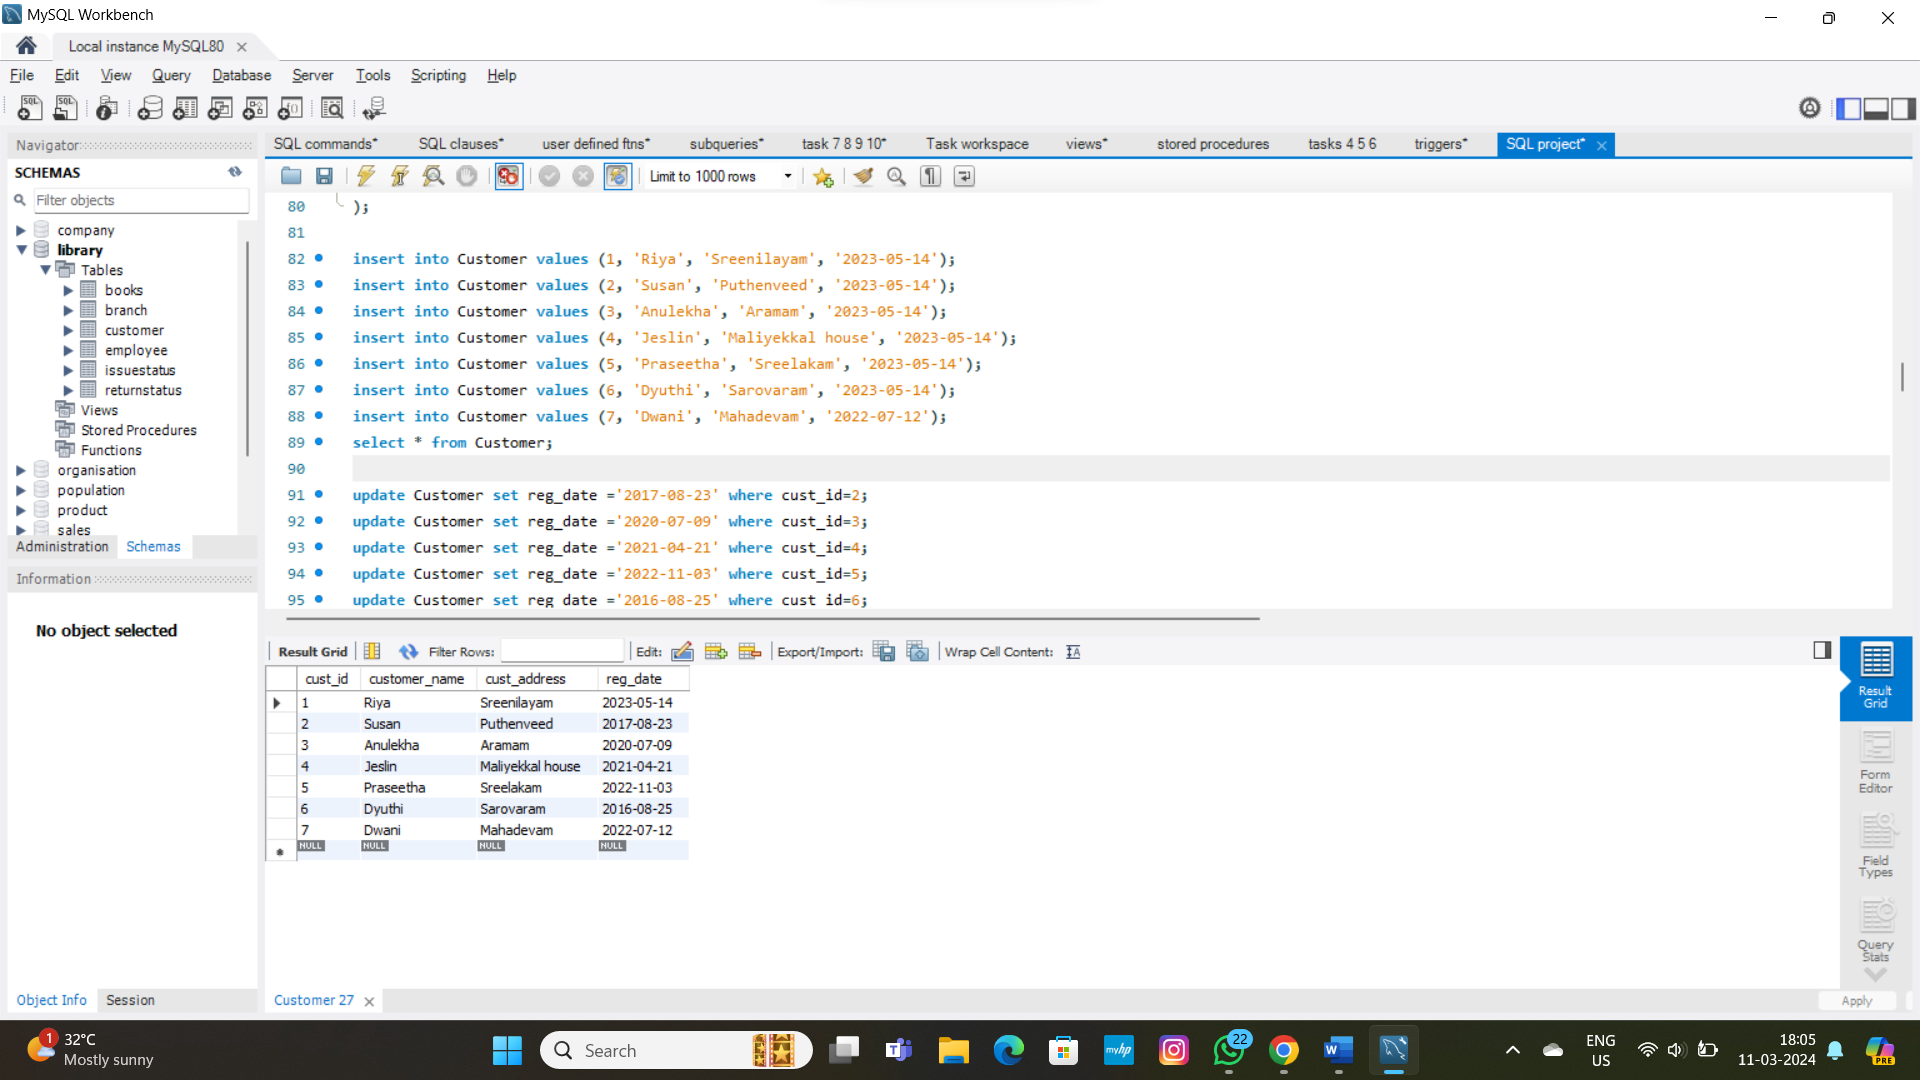 MySQL Workbench
Local instance MySQL80
File Edit View Query Database Server Tools Scripting Help
Navigator
SCHEMAS
Filter objects
company
library
Tables
books
branch
customer
employee
issuestatus
returnstatus
Views
Stored Procedures
Functions
organisation
population
product
sales
Administration Schemas
Information
No object selected
Object Info Session
SQL commands* SQL clauses* user defined ftns* subqueries* task 7 8 9 10* Task workspace views* stored procedures tasks 4 5 6 triggers* SQL project*
Limit to 1000 rows
80 );
81
82 insert into Customer values (1, 'Riya', 'Sreenilayam', '2023-05-14');
83 insert into Customer values (2, 'Susan', 'Puthenveed', '2023-05-14');
84 insert into Customer values (3, 'Anulekha', 'Aramam', '2023-05-14');
85 insert into Customer values (4, 'Jeslin', 'Maliyekkal house', '2023-05-14');
86 insert into Customer values (5, 'Praseetha', 'Sreelakam', '2023-05-14');
87 insert into Customer values (6, 'Dyuthi', 'Sarovaram', '2023-05-14');
88 insert into Customer values (7, 'Dwani', 'Mahadevam', '2022-07-12');
89 select * from Customer;
90
91 update Customer set reg_date ='2017-08-23' where cust_id=2;
92 update Customer set reg_date ='2020-07-09' where cust_id=3;
93 update Customer set reg_date ='2021-04-21' where cust_id=4;
94 update Customer set reg_date ='2022-11-03' where cust_id=5;
95 update Customer set reg_date ='2016-08-25' where cust_id=6;
Result Grid Filter Rows: Edit: Export/Import: Wrap Cell Content:
cust_id customer_name cust_address reg_date
1 Riya Sreenilayam 2023-05-14
2 Susan Puthenveed 2017-08-23
3 Anulekha Aramam 2020-07-09
4 Jeslin Maliyekkal house 2021-04-21
5 Praseetha Sreelakam 2022-11-03
6 Dyuthi Sarovaram 2016-08-25
7 Dwani Mahadevam 2022-07-12
NULL NULL NULL NULL
Result
Grid
Form
Editor
Field
Types
Query
Stats
Customer 27
Apply
1
32°C
Mostly sunny
Search
myhp
22
PRE
ENG
US
18:05
11-03-2024